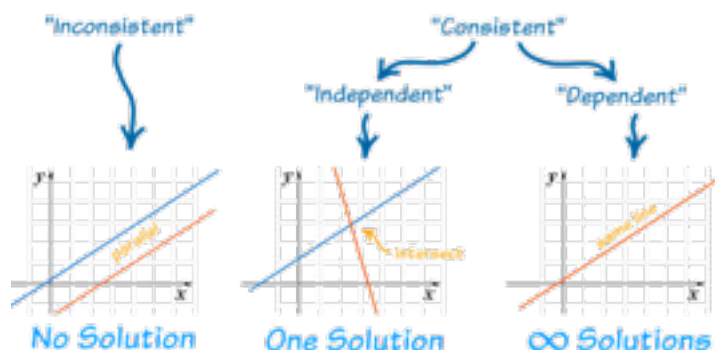 "Inconsistent"
"Consistent"
"Independent"
"Dependent"
y
parallel
x
y
intersect
x
y
same line
x
No Solution
One Solution
∞ Solutions